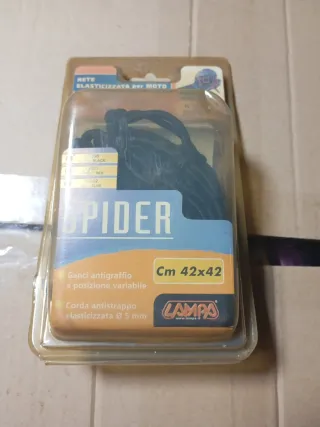 RETE
ELASTICIZZATA PER MOTO
SPIDER
Cm 42x42
Ganci antigraffio
a posizione variabile
Corda antistrappo
elasticizzata Ø 5 mm
LAMPA